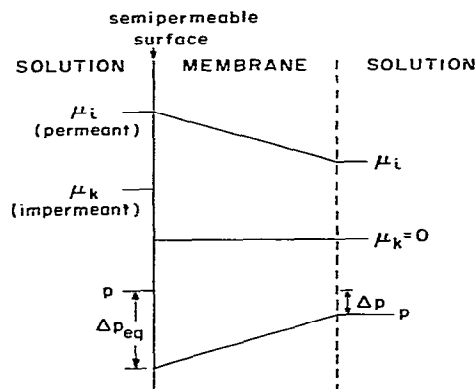 semipermeable
surface
SOLUTION MEMBRANE SOLUTION
μi
(permeant)
μi
μk
(impermeant)
μk=0
p
Δp
Δpeq
p